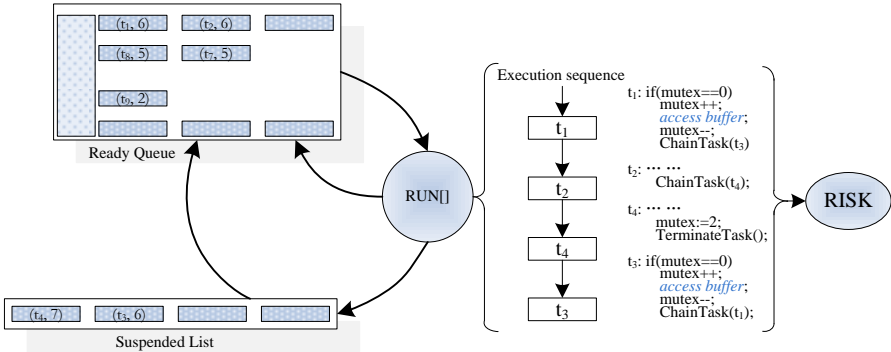 (t₁, 6) (t₂, 6)
(t₈, 5) (t₇, 5)
(t₉, 2)
Ready Queue
RUN[]
(t₄, 7) (t₃, 6)
Suspended List
Execution sequence
t₁
t₂
t₄
t₃
t₁: if(mutex==0)
mutex++;
access buffer;
mutex--;
ChainTask(t₃)
t₂: ... ...
ChainTask(t₄);
t₄: ... ...
mutex:=2;
TerminateTask();
t₃: if(mutex==0)
mutex++;
access buffer;
mutex--;
ChainTask(t₁);
RISK